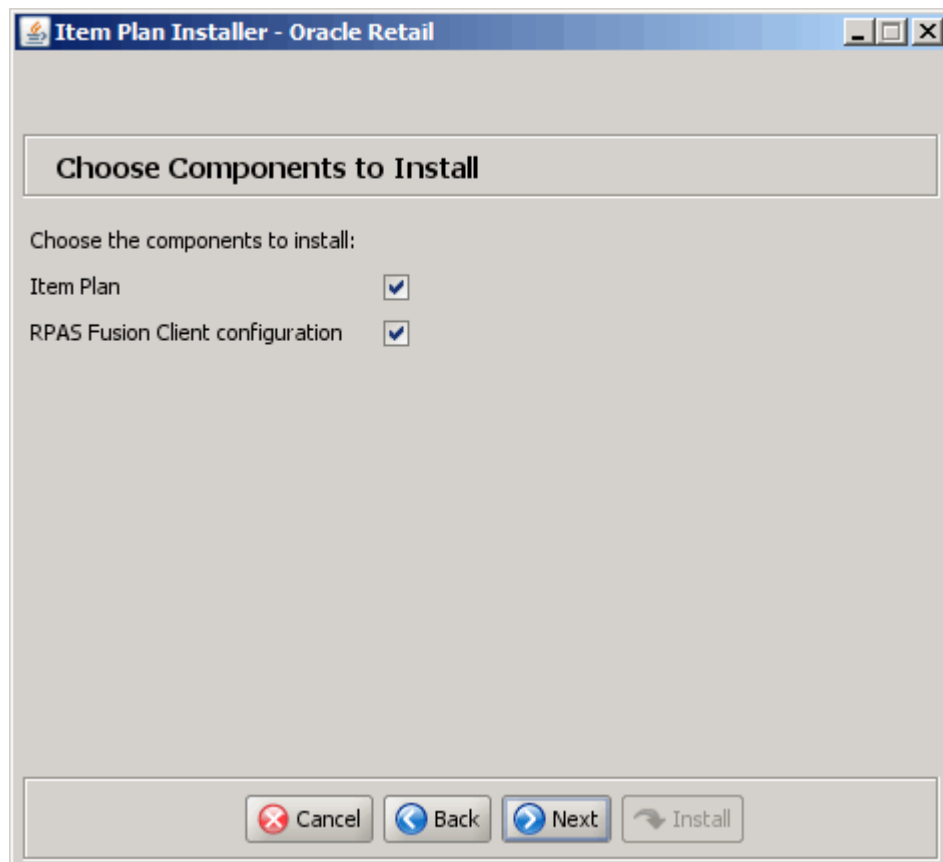 Item Plan Installer - Oracle Retail
Choose Components to Install
Choose the components to install:
Item Plan
RPAS Fusion Client configuration
Cancel Back Next Install